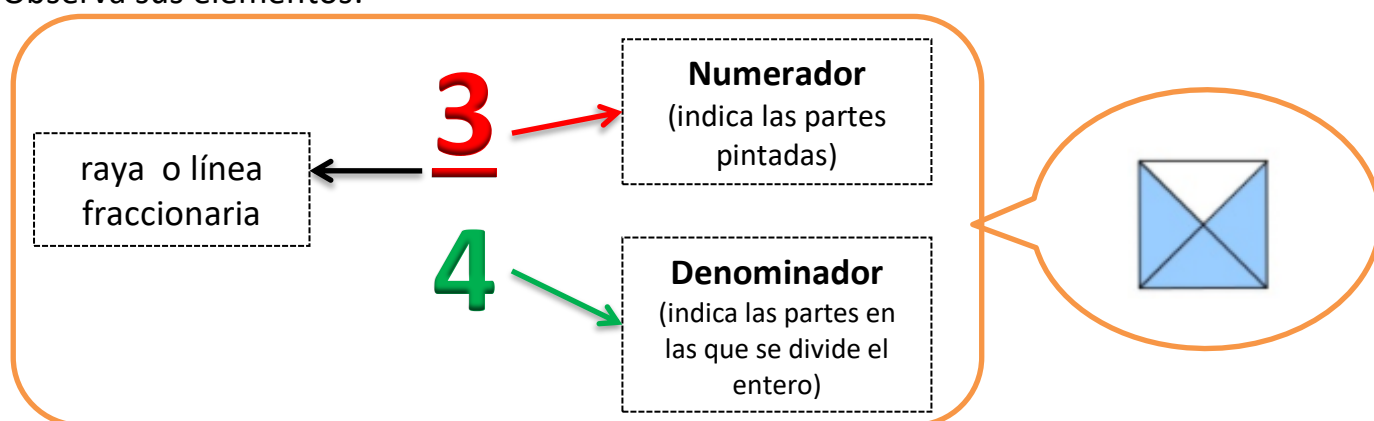 Observa sus elementos:
3
4
raya o línea
fraccionaria
Numerador
(indica las partes
pintadas)
Denominador
(indica las partes en
las que se divide el
entero)